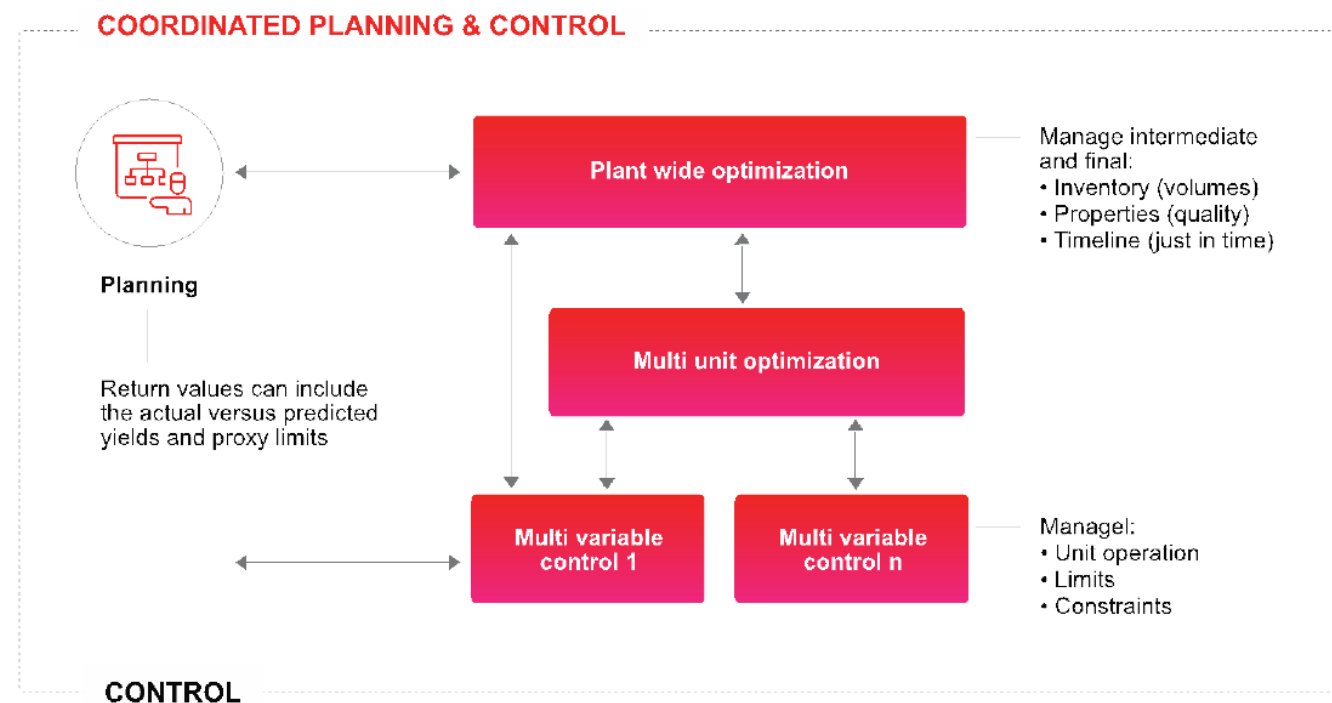 COORDINATED PLANNING & CONTROL
Plant wide optimization
Manage intermediate
and final:
• Inventory (volumes)
• Properties (quality)
• Timeline (just in time)
Planning
Return values can include
the actual versus predicted
yields and proxy limits
Multi unit optimization
Multi variable
control 1
Multi variable
control n
Managel:
• Unit operation
• Limits
• Constraints
CONTROL